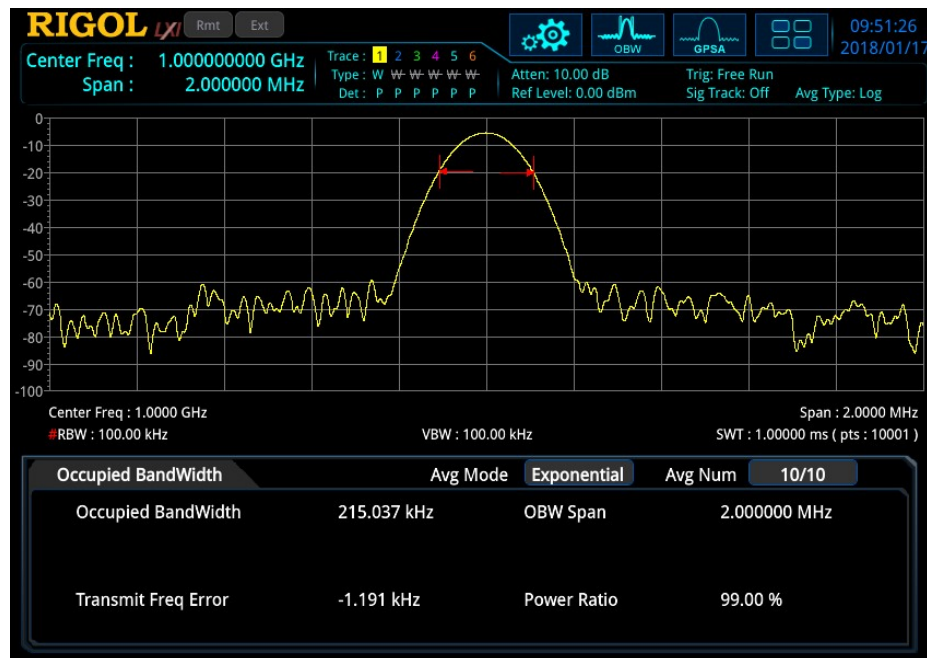 RIGOL LXI Rmt Ext
OBW GPSA 09:51:26
2018/01/17
Center Freq : 1.000000000 GHz
Span : 2.000000 MHz
Trace : 1 2 3 4 5 6
Type : W W W W W W
Det : P P P P P P
Atten: 10.00 dB Trig: Free Run
Ref Level: 0.00 dBm Sig Track: Off Avg Type: Log
0
-10
-20
-30
-40
-50
-60
-70
-80
-90
-100
Center Freq : 1.0000 GHz Span : 2.0000 MHz
#RBW : 100.00 kHz VBW : 100.00 kHz SWT : 1.00000 ms ( pts : 10001 )
Occupied BandWidth Avg Mode Exponential Avg Num 10/10
Occupied BandWidth 215.037 kHz OBW Span 2.000000 MHz
Transmit Freq Error -1.191 kHz Power Ratio 99.00 %